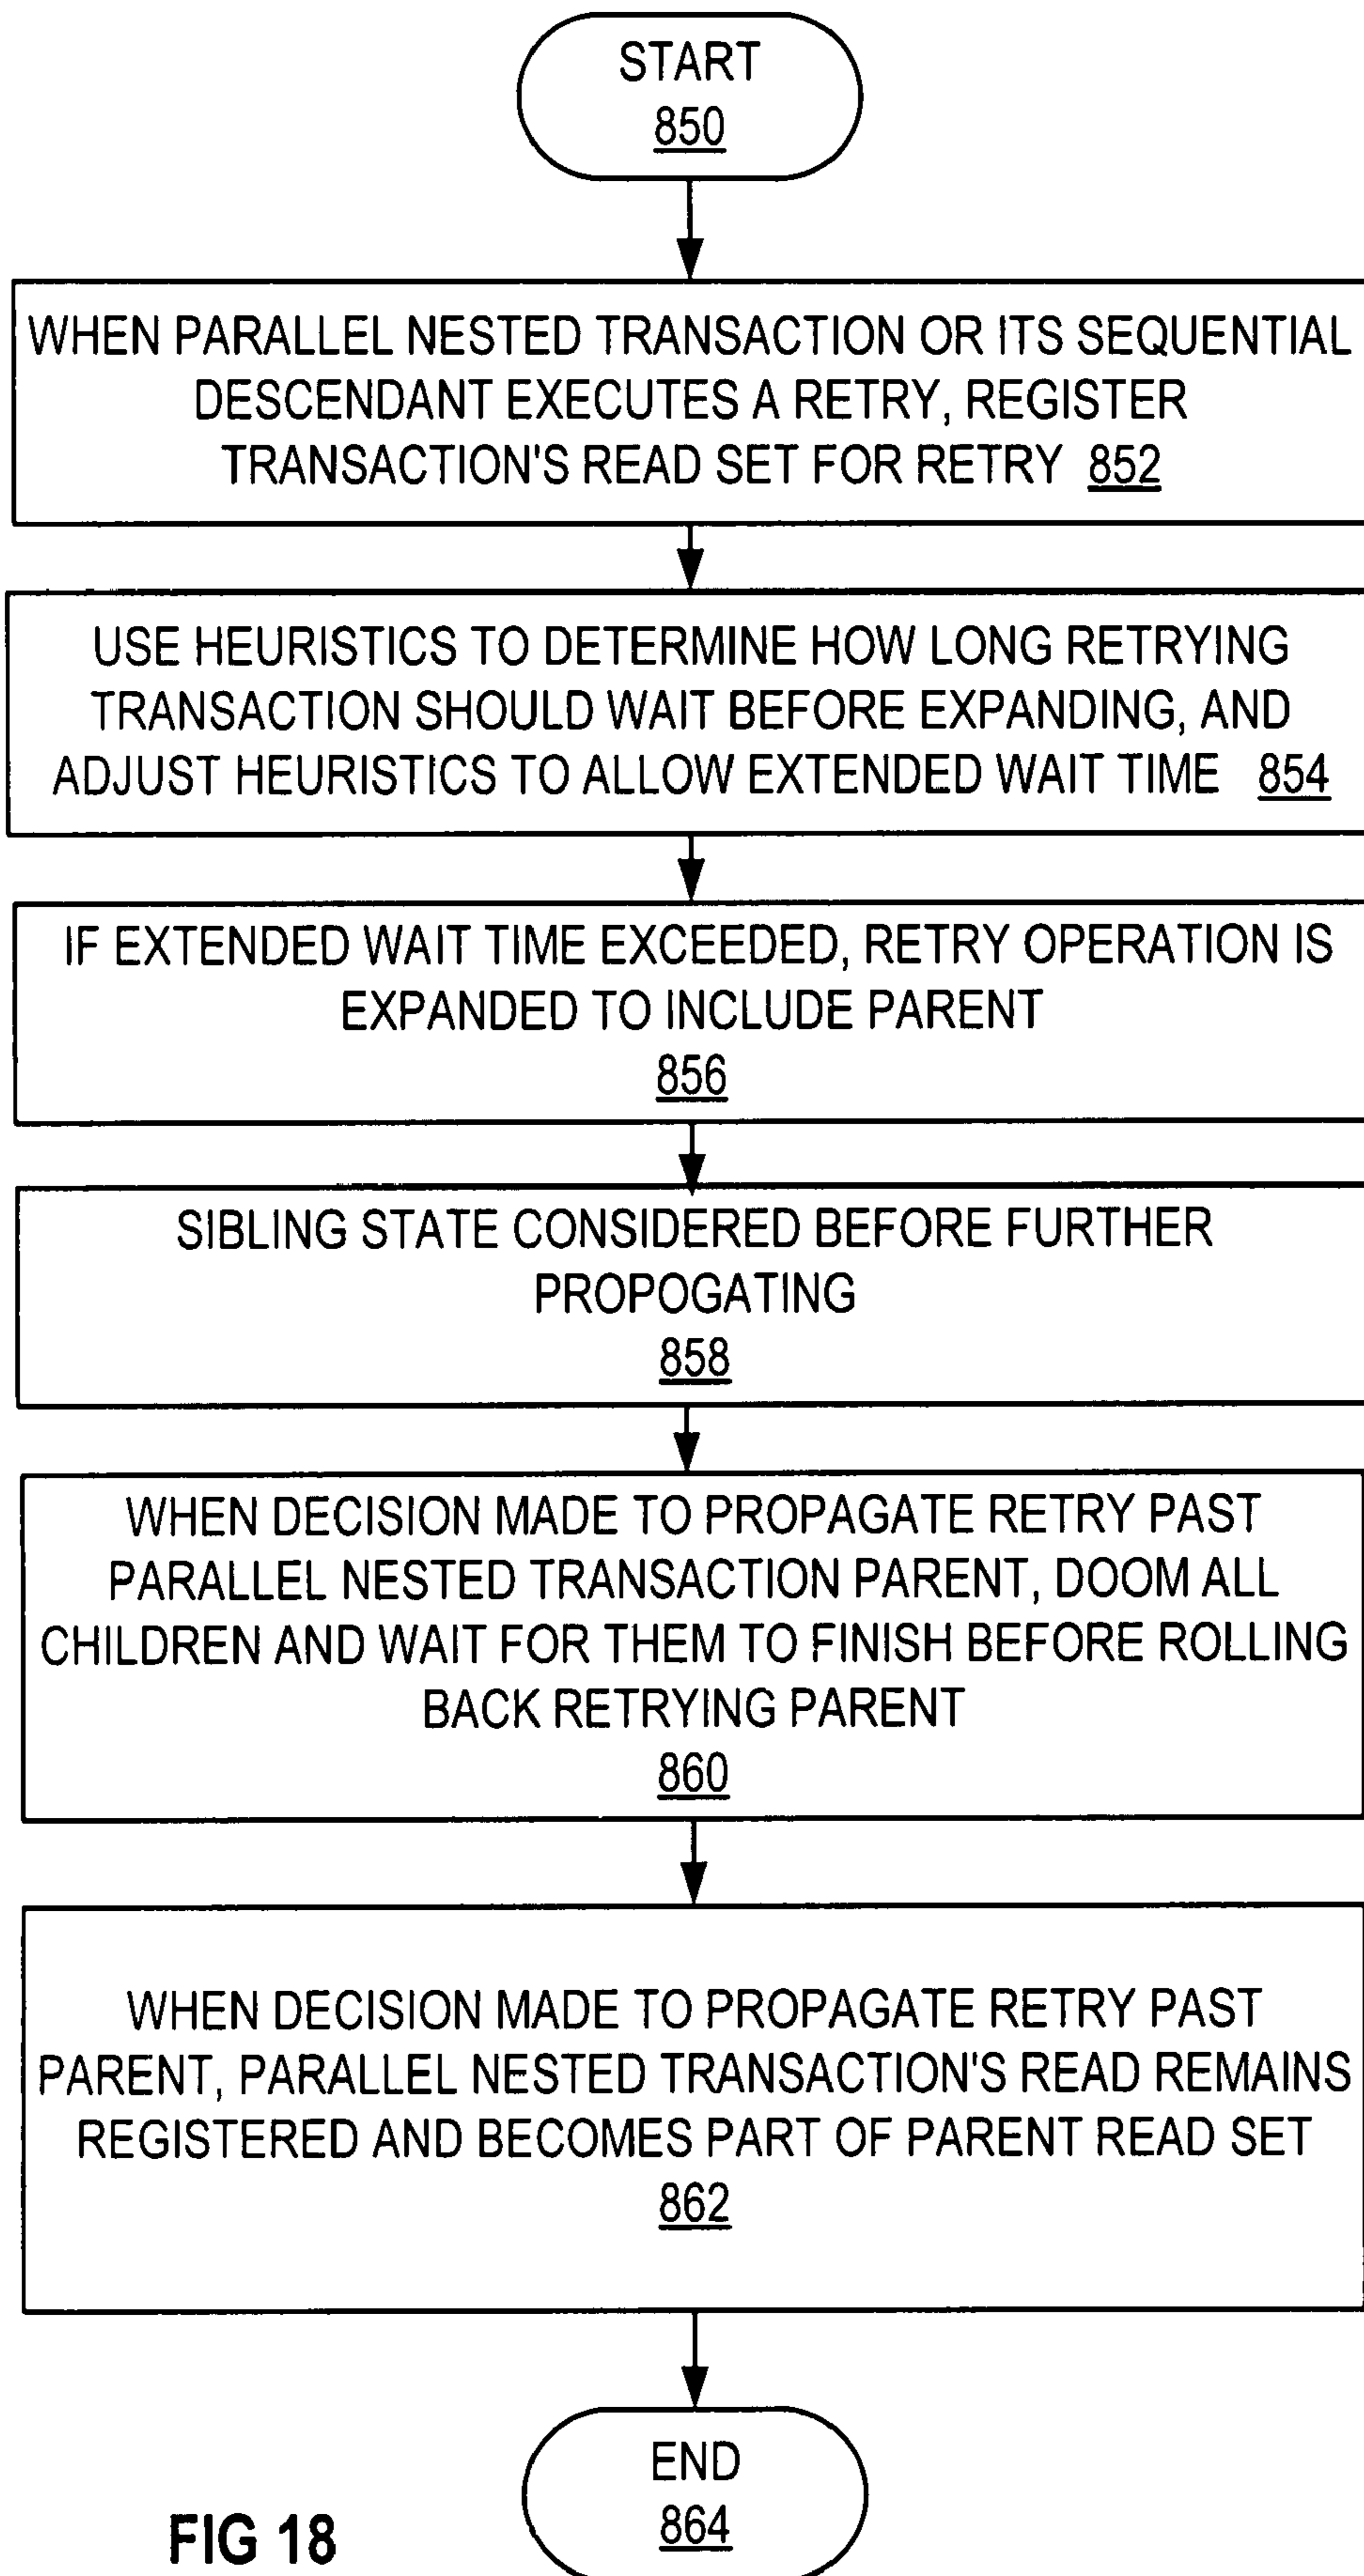 START
850
WHEN PARALLEL NESTED TRANSACTION OR ITS SEQUENTIAL
DESCENDANT EXECUTES A RETRY, REGISTER
TRANSACTION'S READ SET FOR RETRY 852
USE HEURISTICS TO DETERMINE HOW LONG RETRYING
TRANSACTION SHOULD WAIT BEFORE EXPANDING, AND
ADJUST HEURISTICS TO ALLOW EXTENDED WAIT TIME 854
IF EXTENDED WAIT TIME EXCEEDED, RETRY OPERATION IS
EXPANDED TO INCLUDE PARENT
856
SIBLING STATE CONSIDERED BEFORE FURTHER
PROPOGATING
858
WHEN DECISION MADE TO PROPAGATE RETRY PAST
PARALLEL NESTED TRANSACTION PARENT, DOOM ALL
CHILDREN AND WAIT FOR THEM TO FINISH BEFORE ROLLING
BACK RETRYING PARENT
860
WHEN DECISION MADE TO PROPAGATE RETRY PAST
PARENT, PARALLEL NESTED TRANSACTION'S READ REMAINS
REGISTERED AND BECOMES PART OF PARENT READ SET
862
END
864
FIG 18